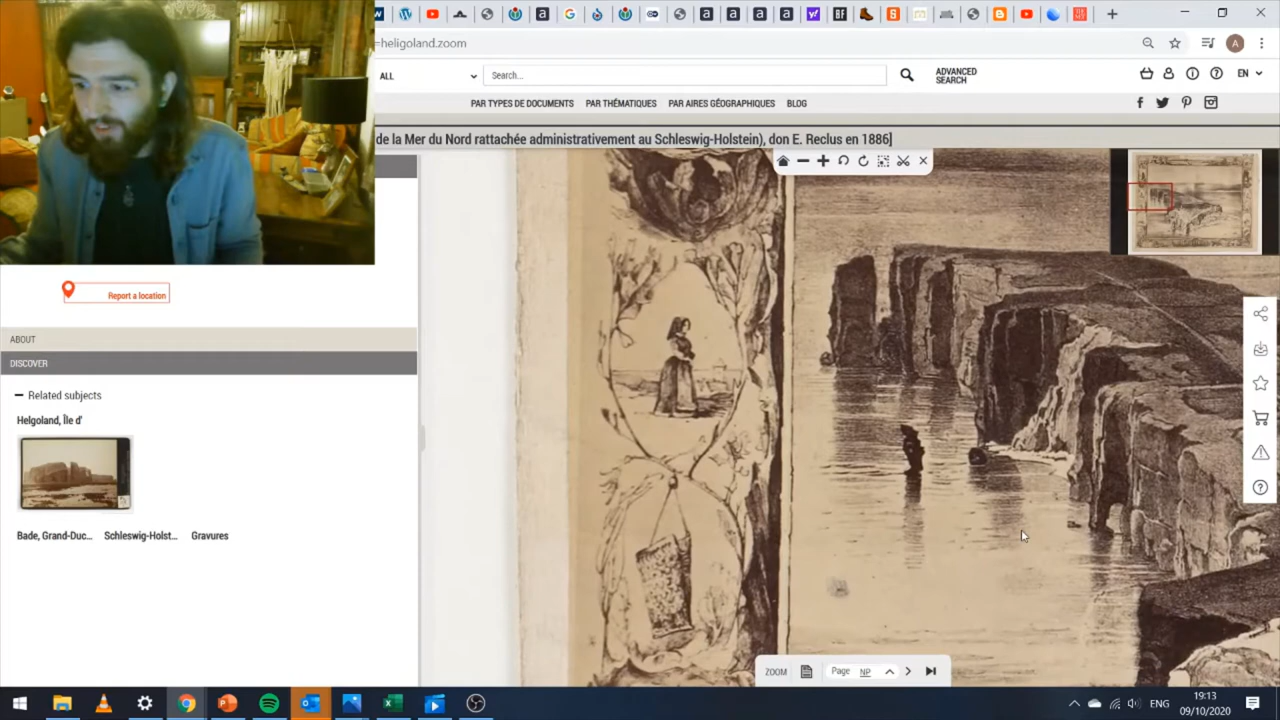 =heligoland.zoom
A
ALL
Search...
ADVANCED
SEARCH
EN
PAR TYPES DE DOCUMENTS
PAR THÉMATIQUES
PAR AIRES GÉOGRAPHIQUES
BLOG
de la Mer du Nord rattachée administrativement au Schleswig-Holstein), don E. Reclus en 1886]
Report a location
ABOUT
DISCOVER
Related subjects
Helgoland, Île d'
Bade, Grand-Duc...
Schleswig-Holst...
Gravures
ZOOM
Page
NP
ENG
19:13
09/10/2020